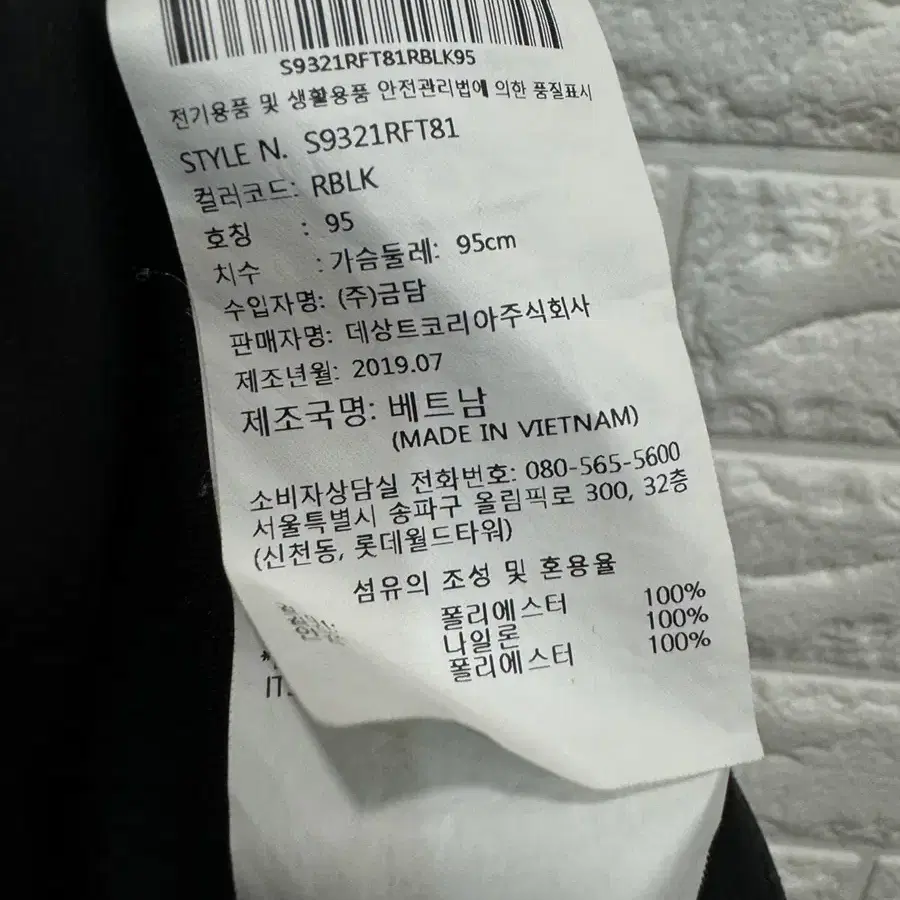 S9321RFT81RBLK95
전기용품 및 생활용품 안전관리법에 의한 품질표시
STYLE N. S9321RFT81
컬러코드: RBLK
호칭 : 95
치수 : 가슴둘레: 95cm
수입자명: (주)금담
판매자명: 데상트코리아주식회사
제조년월: 2019.07
제조국명: 베트남
(MADE IN VIETNAM)
소비자상담실 전화번호: 080-565-5600
서울특별시 송파구 올림픽로 300, 32층
(신천동, 롯데월드타워)
섬유의 조성 및 혼용율
폴리에스터 100%
나일론 100%
폴리에스터 100%